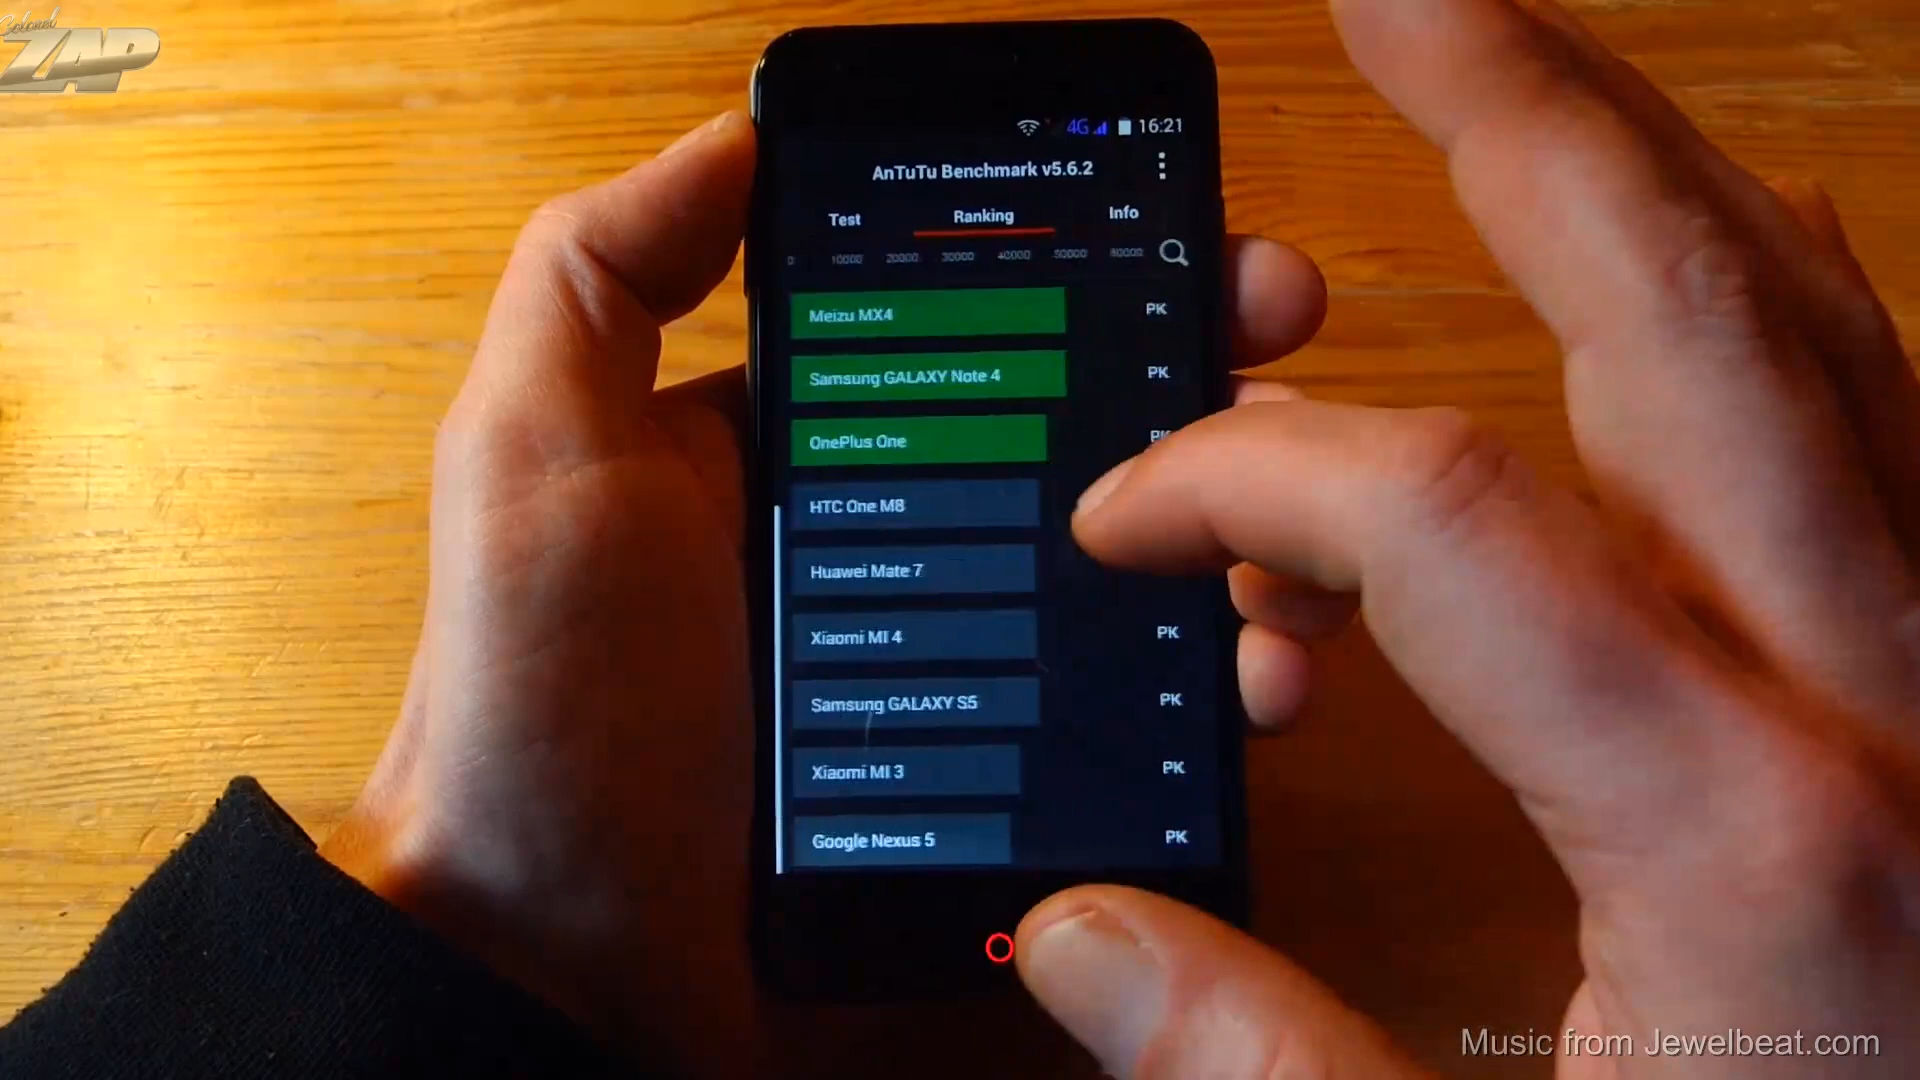 Colonel
ZAP
4G 16:21
AnTuTu Benchmark v5.6.2
Test Ranking Info
0 10000 20000 30000 40000 50000 60000
Meizu MX4 PK
Samsung GALAXY Note 4 PK
OnePlus One PK
HTC One M8
Huawei Mate 7
Xiaomi MI 4 PK
Samsung GALAXY S5 PK
Xiaomi MI 3 PK
Google Nexus 5 PK
Music from Jewelbeat.com